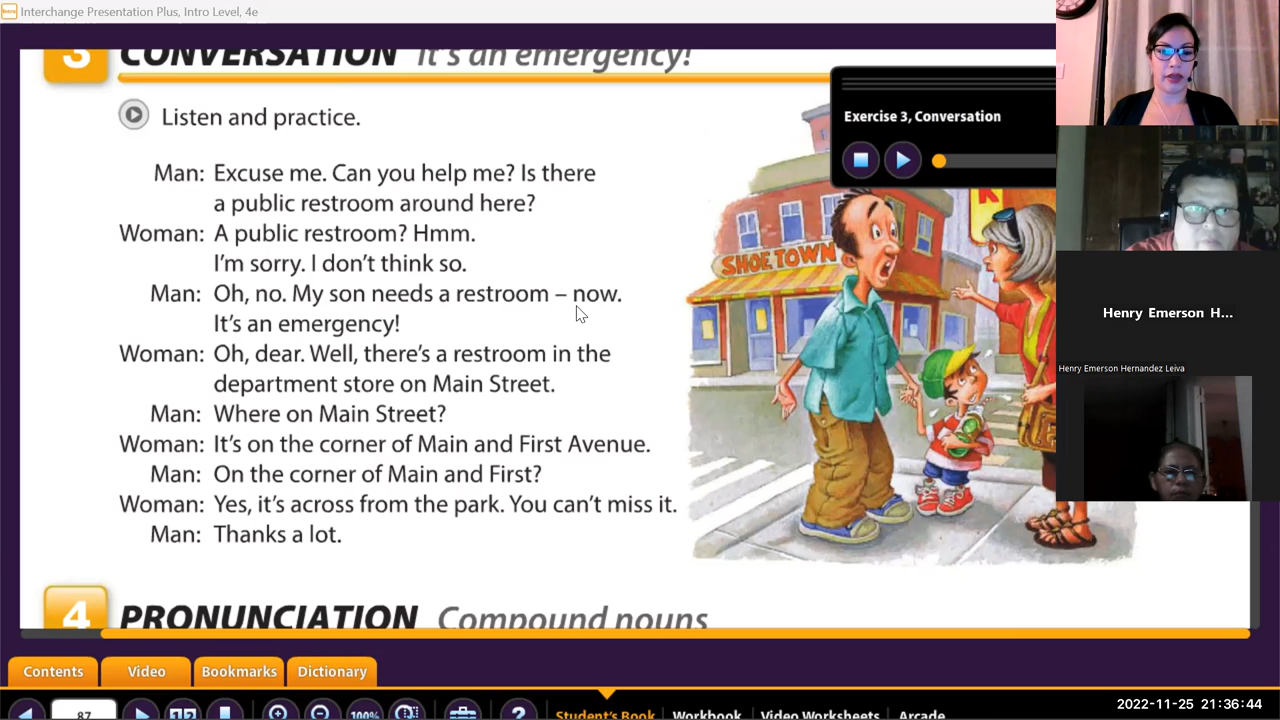 Interchange Presentation Plus, Intro Level, 4e
3 CONVERSATION It's an emergency!
Listen and practice.
Man: Excuse me. Can you help me? Is there
a public restroom around here?
Woman: A public restroom? Hmm.
I'm sorry. I don't think so.
Man: Oh, no. My son needs a restroom – now.
It's an emergency!
Woman: Oh, dear. Well, there's a restroom in the
department store on Main Street.
Man: Where on Main Street?
Woman: It's on the corner of Main and First Avenue.
Man: On the corner of Main and First?
Woman: Yes, it's across from the park. You can't miss it.
Man: Thanks a lot.
Exercise 3, Conversation
SHOE TOWN
Henry Emerson H...
Henry Emerson Hernandez Leiva
4 PRONUNCIATION Compound nouns
Contents Video Bookmarks Dictionary
87
100%
?
Student's Book Workbook Video Worksheets Arcade
2022-11-25 21:36:44